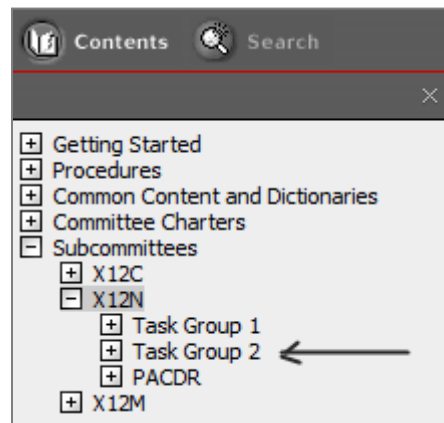 Contents Search
Getting Started
Procedures
Common Content and Dictionaries
Committee Charters
Subcommittees
X12C
X12N
Task Group 1
Task Group 2
PACDR
X12M